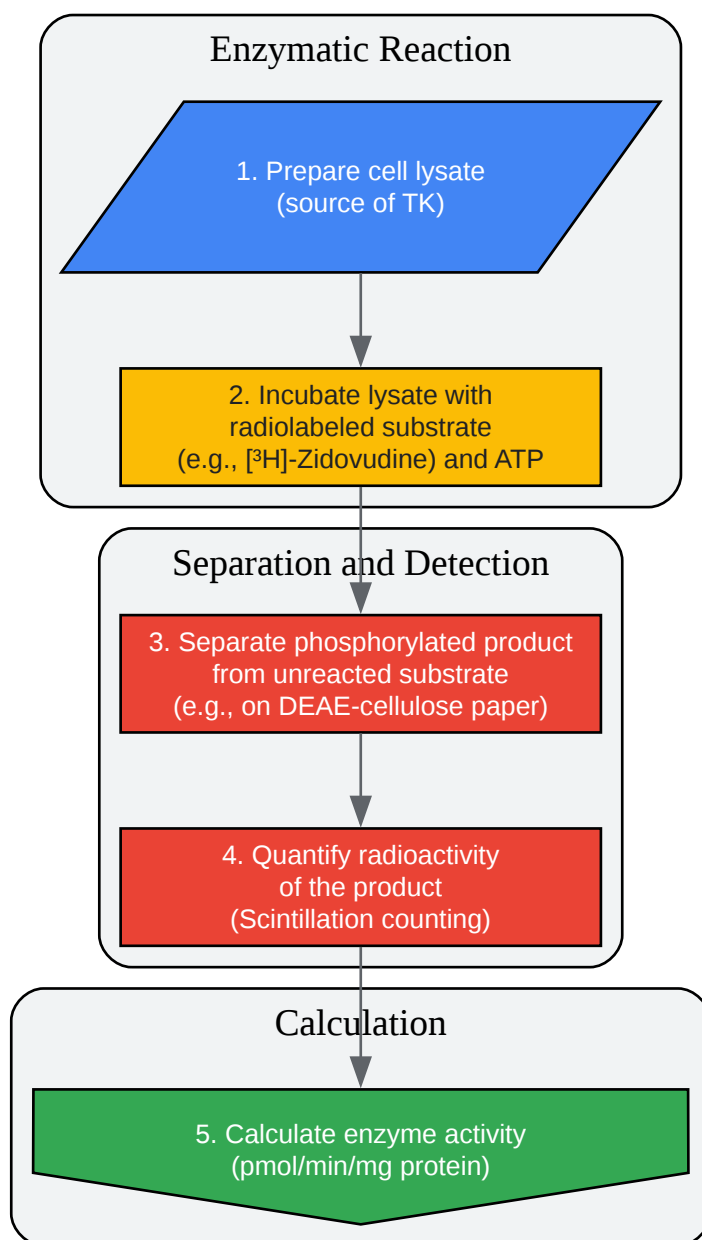 Enzymatic Reaction
1. Prepare cell lysate
(source of TK)
2. Incubate lysate with
radiolabeled substrate
(e.g., [³H]-Zidovudine) and ATP
Separation and Detection
3. Separate phosphorylated product
from unreacted substrate
(e.g., on DEAE-cellulose paper)
4. Quantify radioactivity
of the product
(Scintillation counting)
Calculation
5. Calculate enzyme activity
(pmol/min/mg protein)